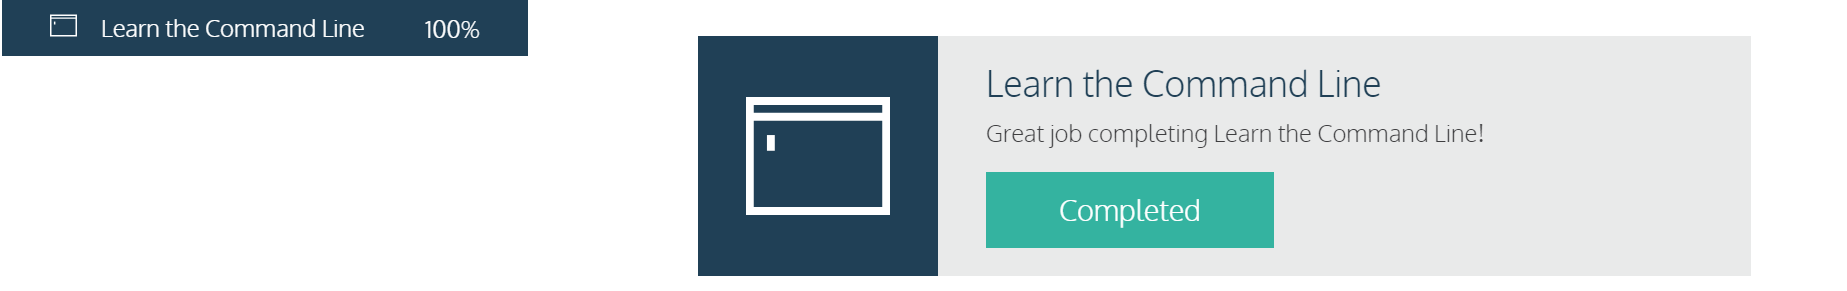 Learn the Command Line 100%
Learn the Command Line
Great job completing Learn the Command Line!
Completed